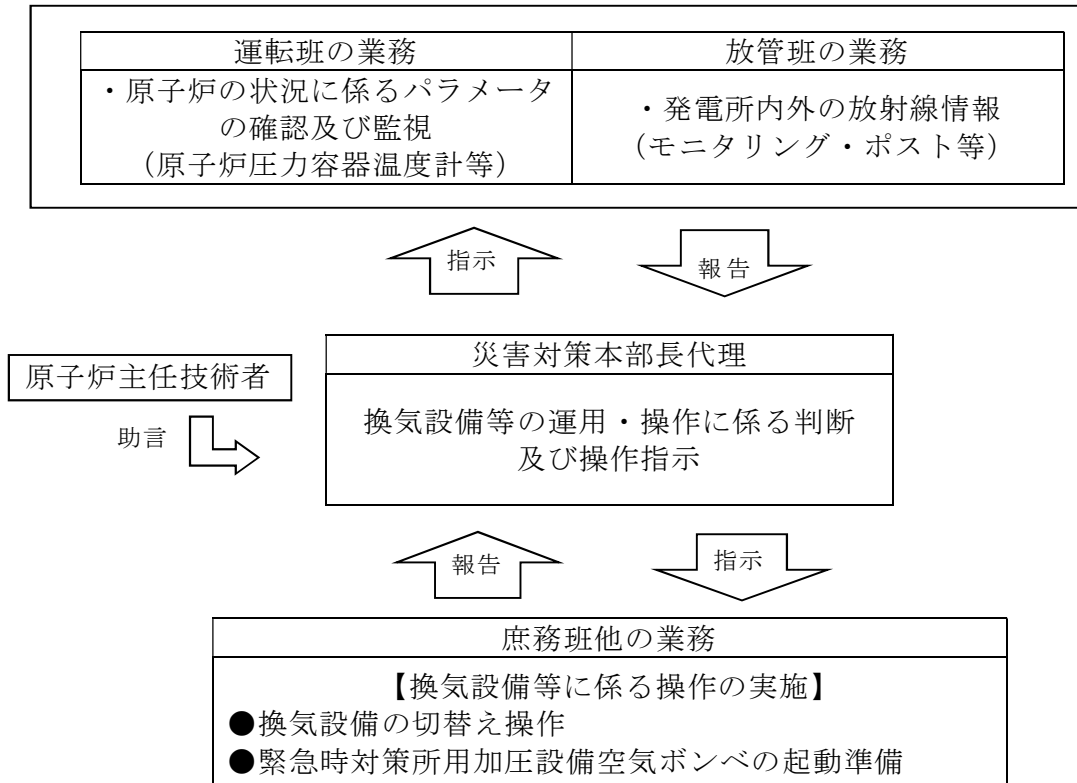 運転班の業務
・原子炉の状況に係るパラメータ
の確認及び監視
(原子炉圧力容器温度計等)
放管班の業務
・発電所内外の放射線情報
(モニタリング・ポスト等)
指示
報告
原子炉主任技術者
助言
災害対策本部長代理
換気設備等の運用・操作に係る判断
及び操作指示
報告
指示
庶務班他の業務
【換気設備等に係る操作の実施】
●換気設備の切替え操作
●緊急時対策所用加圧設備空気ボンベの起動準備